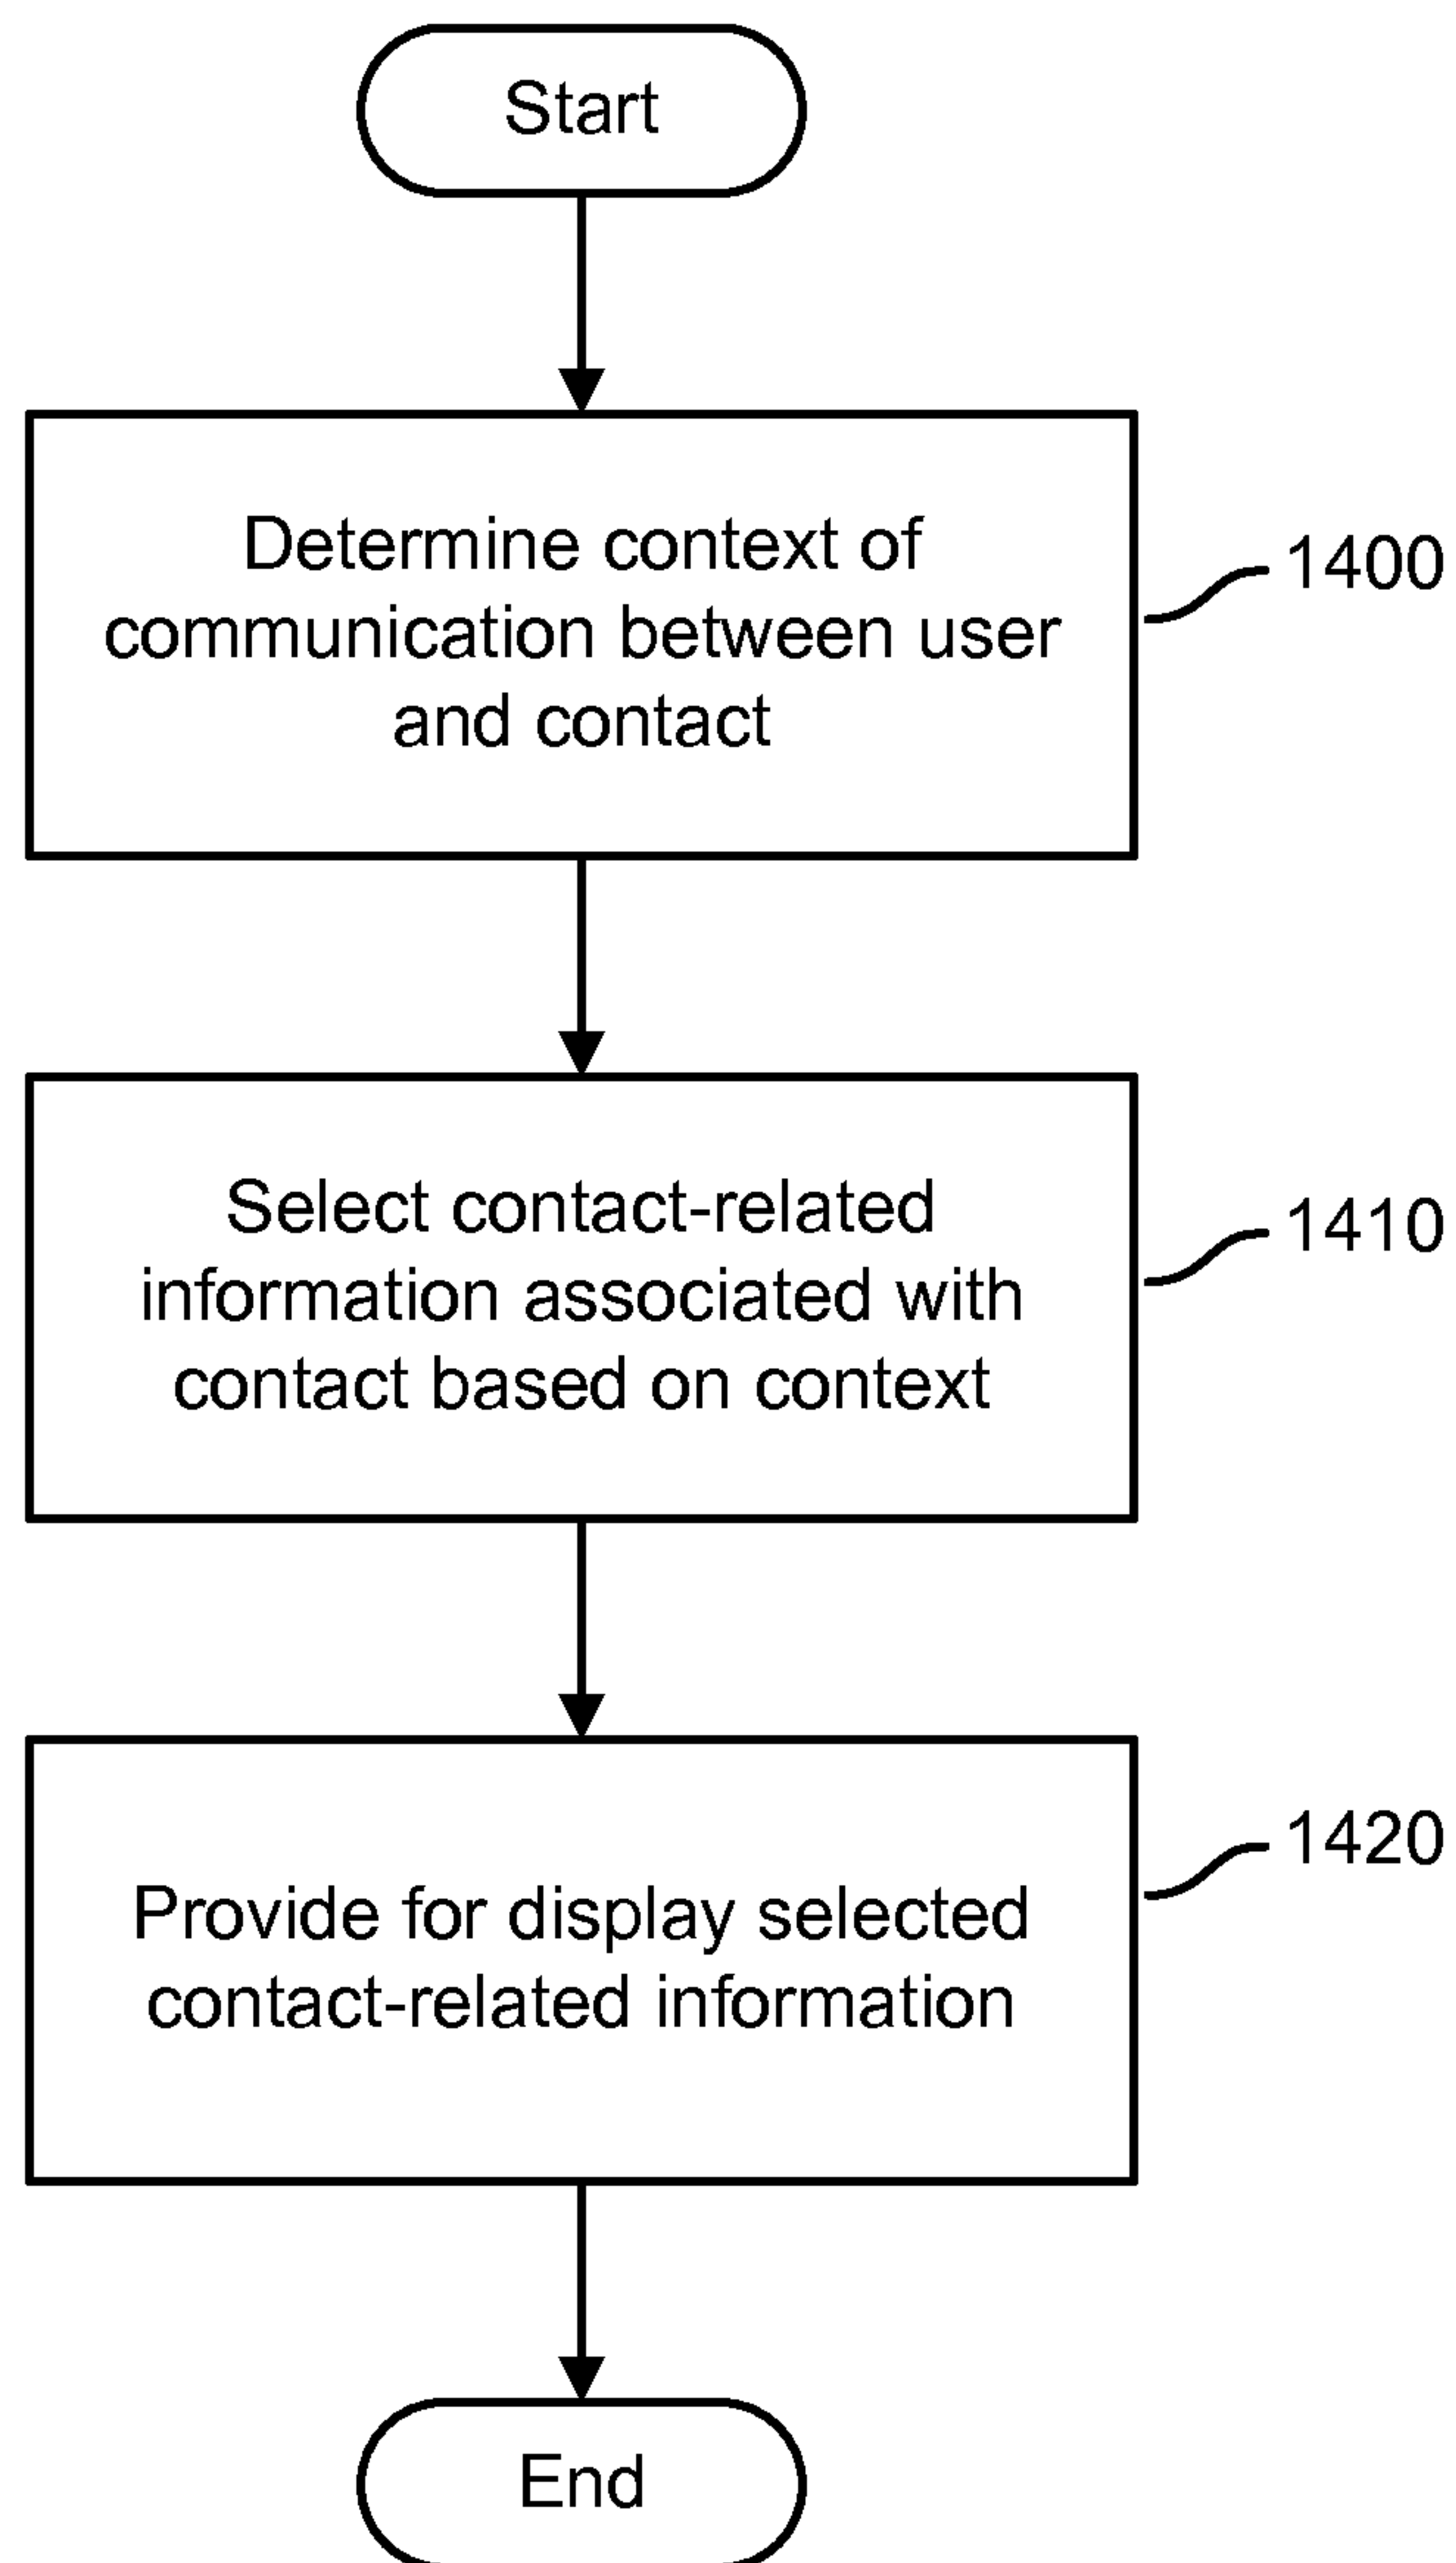 Start
Determine context of
communication between user
and contact
1400
Select contact-related
information associated with
contact based on context
1410
Provide for display selected
contact-related information
1420
End